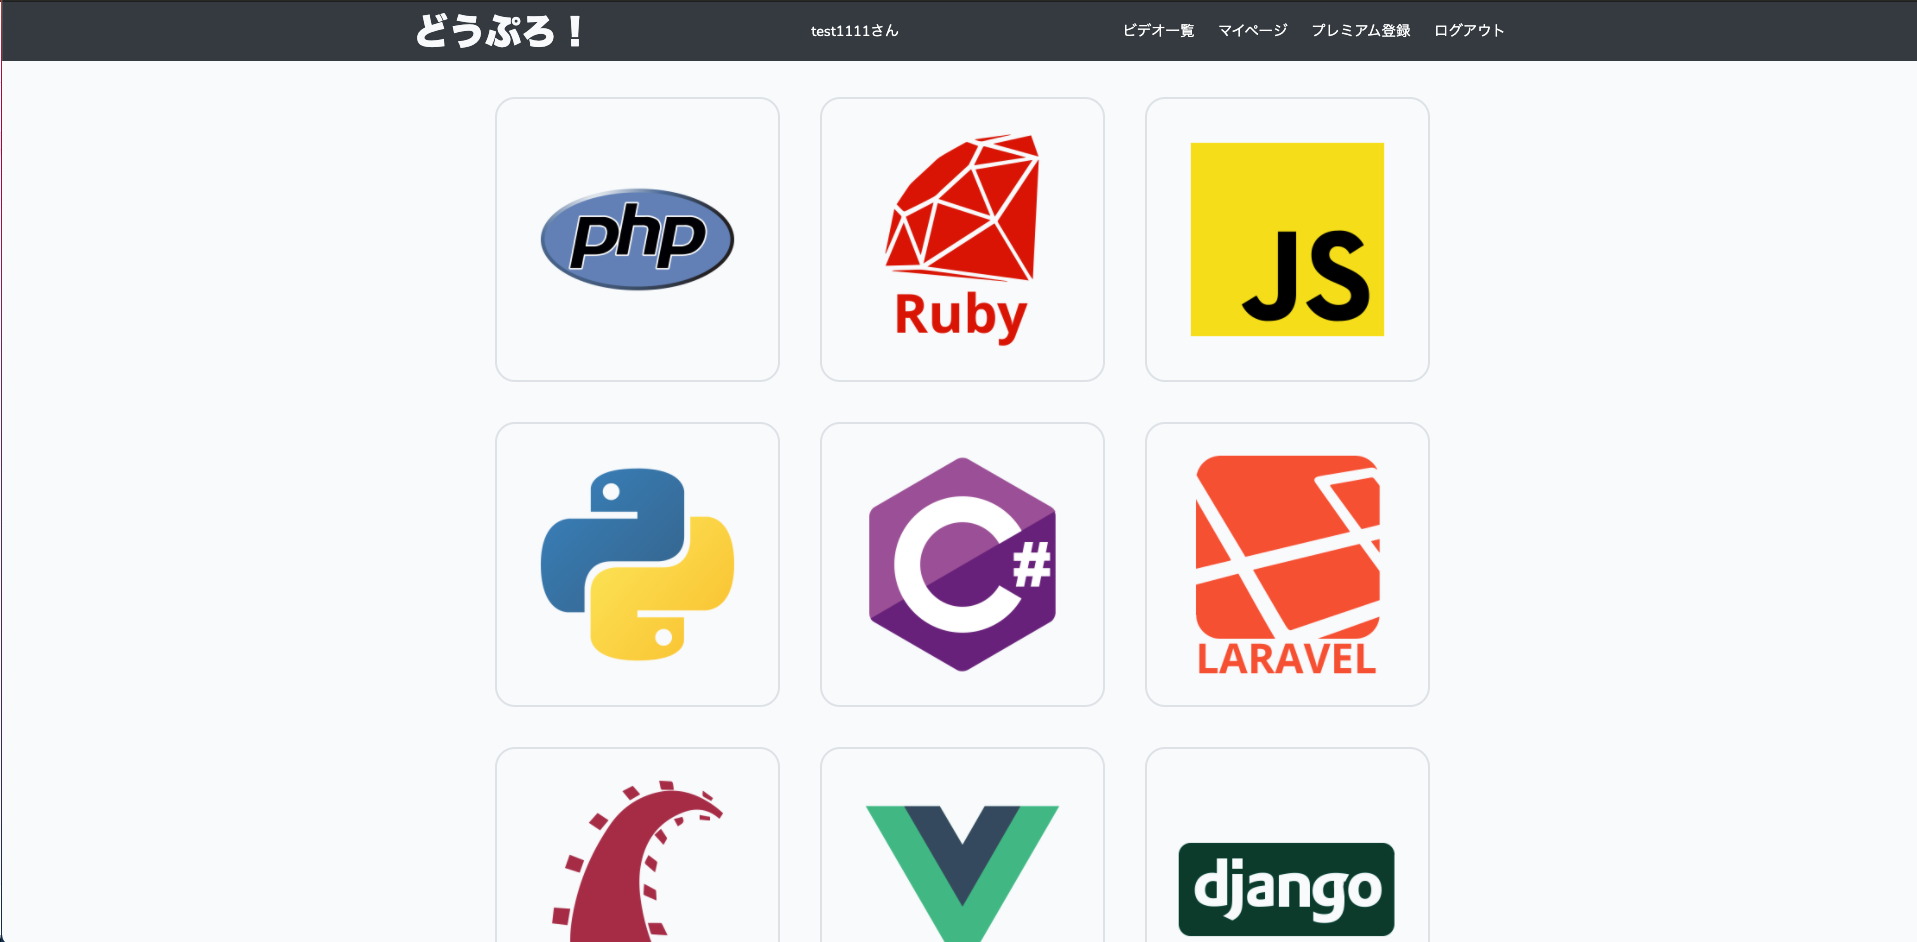 どうぷろ！
test1111さん
ビデオ一覧 マイページ プレミアム登録 ログアウト
php
Ruby
JS
C#
LARAVEL
django